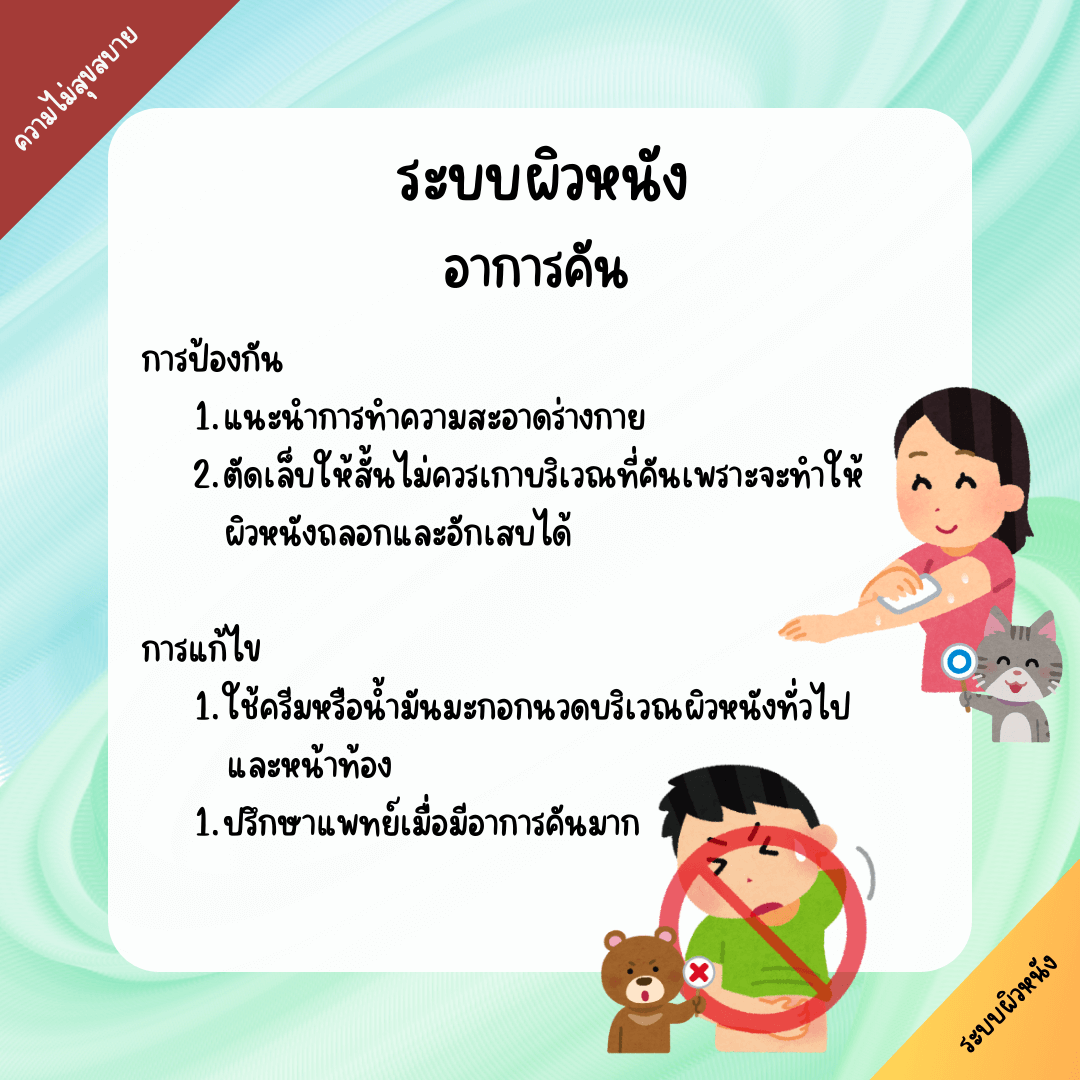 ความไม่สุขสบาย
ระบบผิวหนัง
อาการคัน
การป้องกัน
1.แนะนำการทำความสะอาดร่างกาย
2.ตัดเล็บให้สั้นไม่ควรเกาบริเวณที่คันเพราะจะทำให้
ผิวหนังถลอกและอักเสบได้
การแก้ไข
1.ใช้ครีมหรือน้ำมันมะกอกนวดบริเวณผิวหนังทั่วไป
และหน้าท้อง
1.ปรึกษาแพทย์เมื่อมีอาการคันมาก
ระบบผิวหนัง